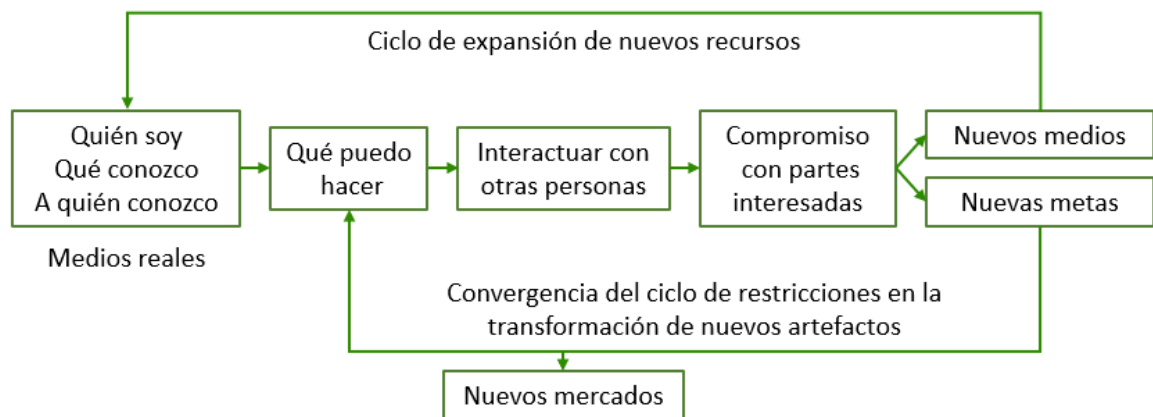 Ciclo de expansión de nuevos recursos
Quién soy
Qué conozco
A quién conozco
Medios reales
Qué puedo
hacer
Interactuar con
otras personas
Compromiso
con partes
interesadas
Nuevos medios
Nuevas metas
Convergencia del ciclo de restricciones en la
transformación de nuevos artefactos
Nuevos mercados